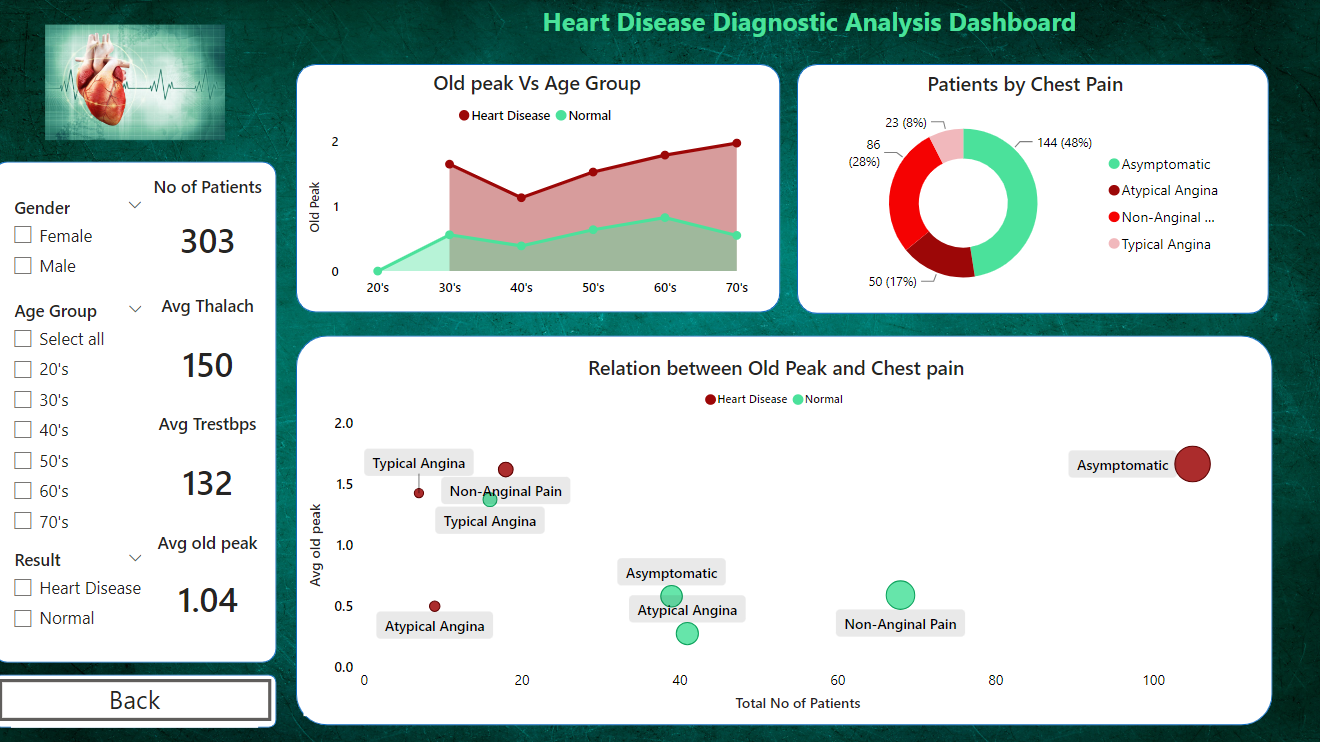 Heart Disease Diagnostic Analysis Dashboard
No of Patients
303
Gender
Female
Male
Avg Thalach
150
Age Group
Select all
20's
30's
40's
50's
60's
70's
Avg Trestbps
132
Avg old peak
1.04
Result
Heart Disease
Normal
Back
Old peak Vs Age Group
Heart Disease Normal
Old Peak
2
1
0
20's 30's 40's 50's 60's 70's
Patients by Chest Pain
23 (8%)
86
(28%)
144 (48%)
50 (17%)
Asymptomatic
Atypical Angina
Non-Anginal ...
Typical Angina
Relation between Old Peak and Chest pain
Heart Disease Normal
Avg old peak
2.0
1.5
1.0
0.5
0.0
Typical Angina
Non-Anginal Pain
Typical Angina
Asymptomatic
Asymptomatic
Atypical Angina
Atypical Angina
Non-Anginal Pain
0 20 40 60 80 100
Total No of Patients